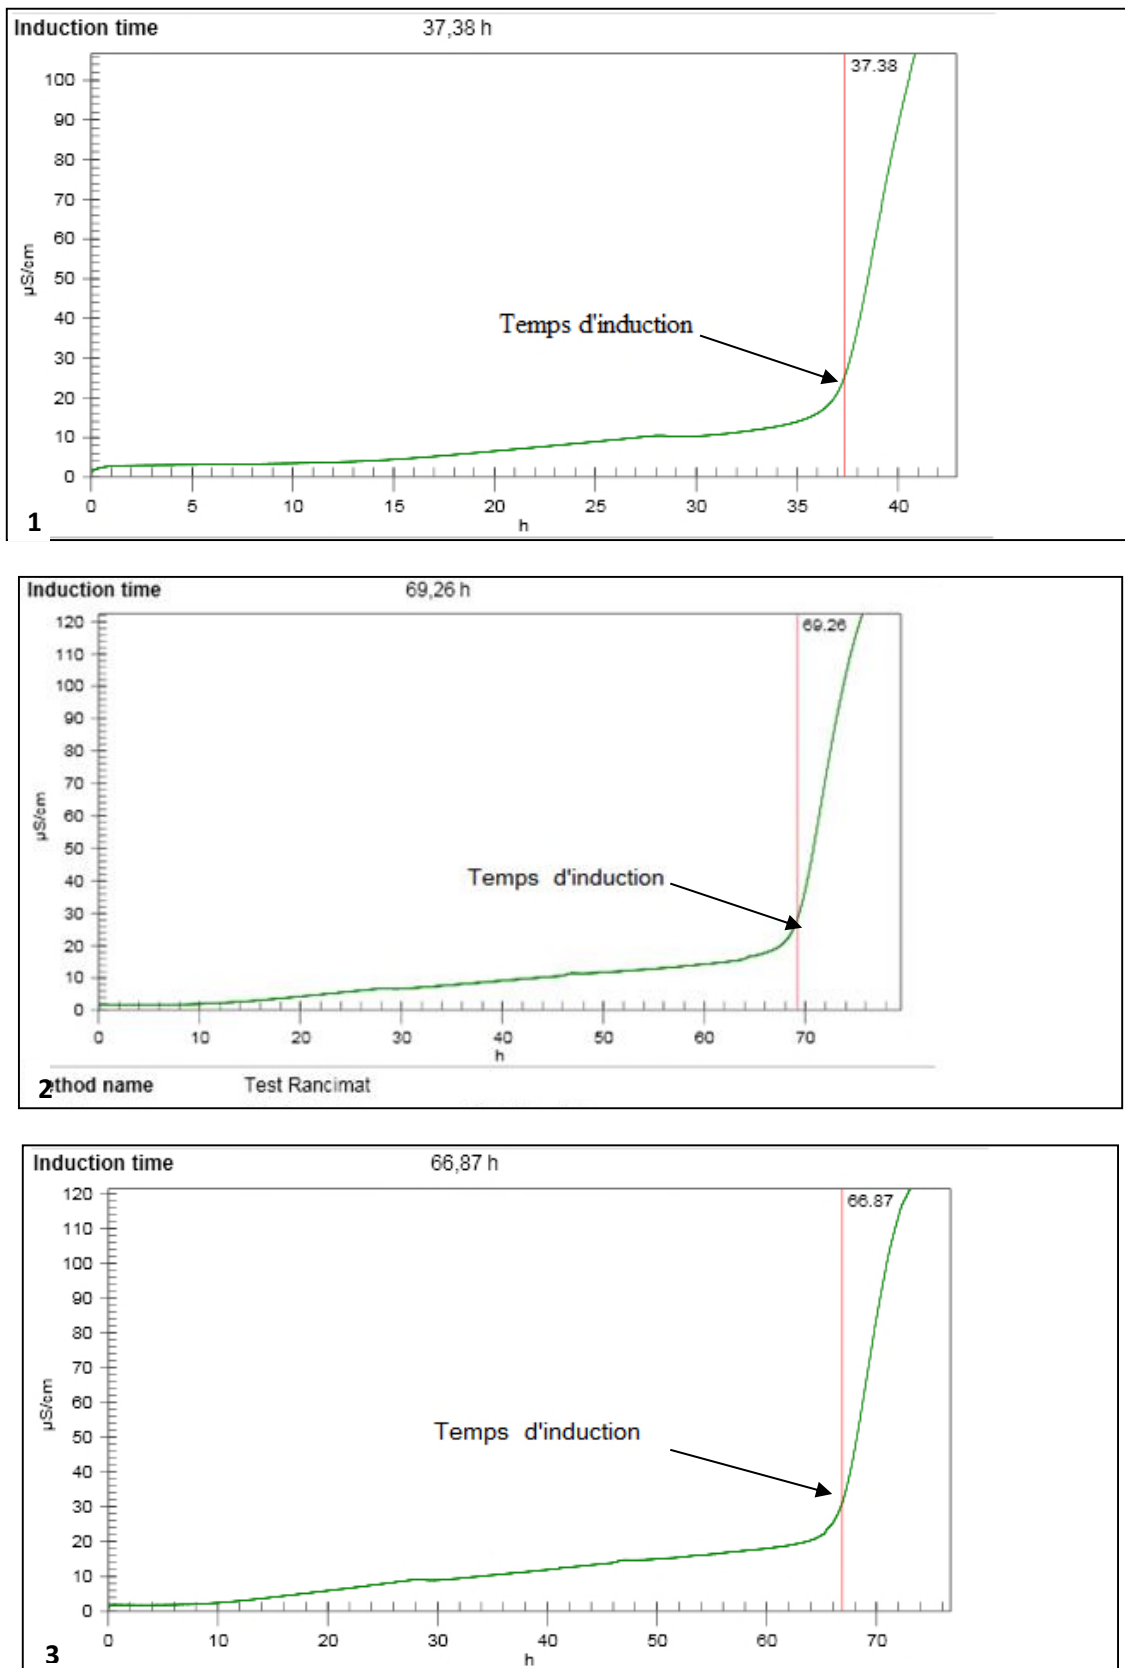 Induction time 37,38 h
37.38
100
90
80
70
60
50
40
30
20
10
0
µS/cm
Temps d'induction
0 5 10 15 20 25 30 35 40
h
1
Induction time 69,26 h
69.26
120
110
100
90
80
70
60
50
40
30
20
10
0
µS/cm
Temps d'induction
0 10 20 30 40 50 60 70
h
2 ethod name Test Rancimat
Induction time 66,87 h
66.87
120
110
100
90
80
70
60
50
40
30
20
10
0
µS/cm
Temps d'induction
0 10 20 30 40 50 60 70
h
3